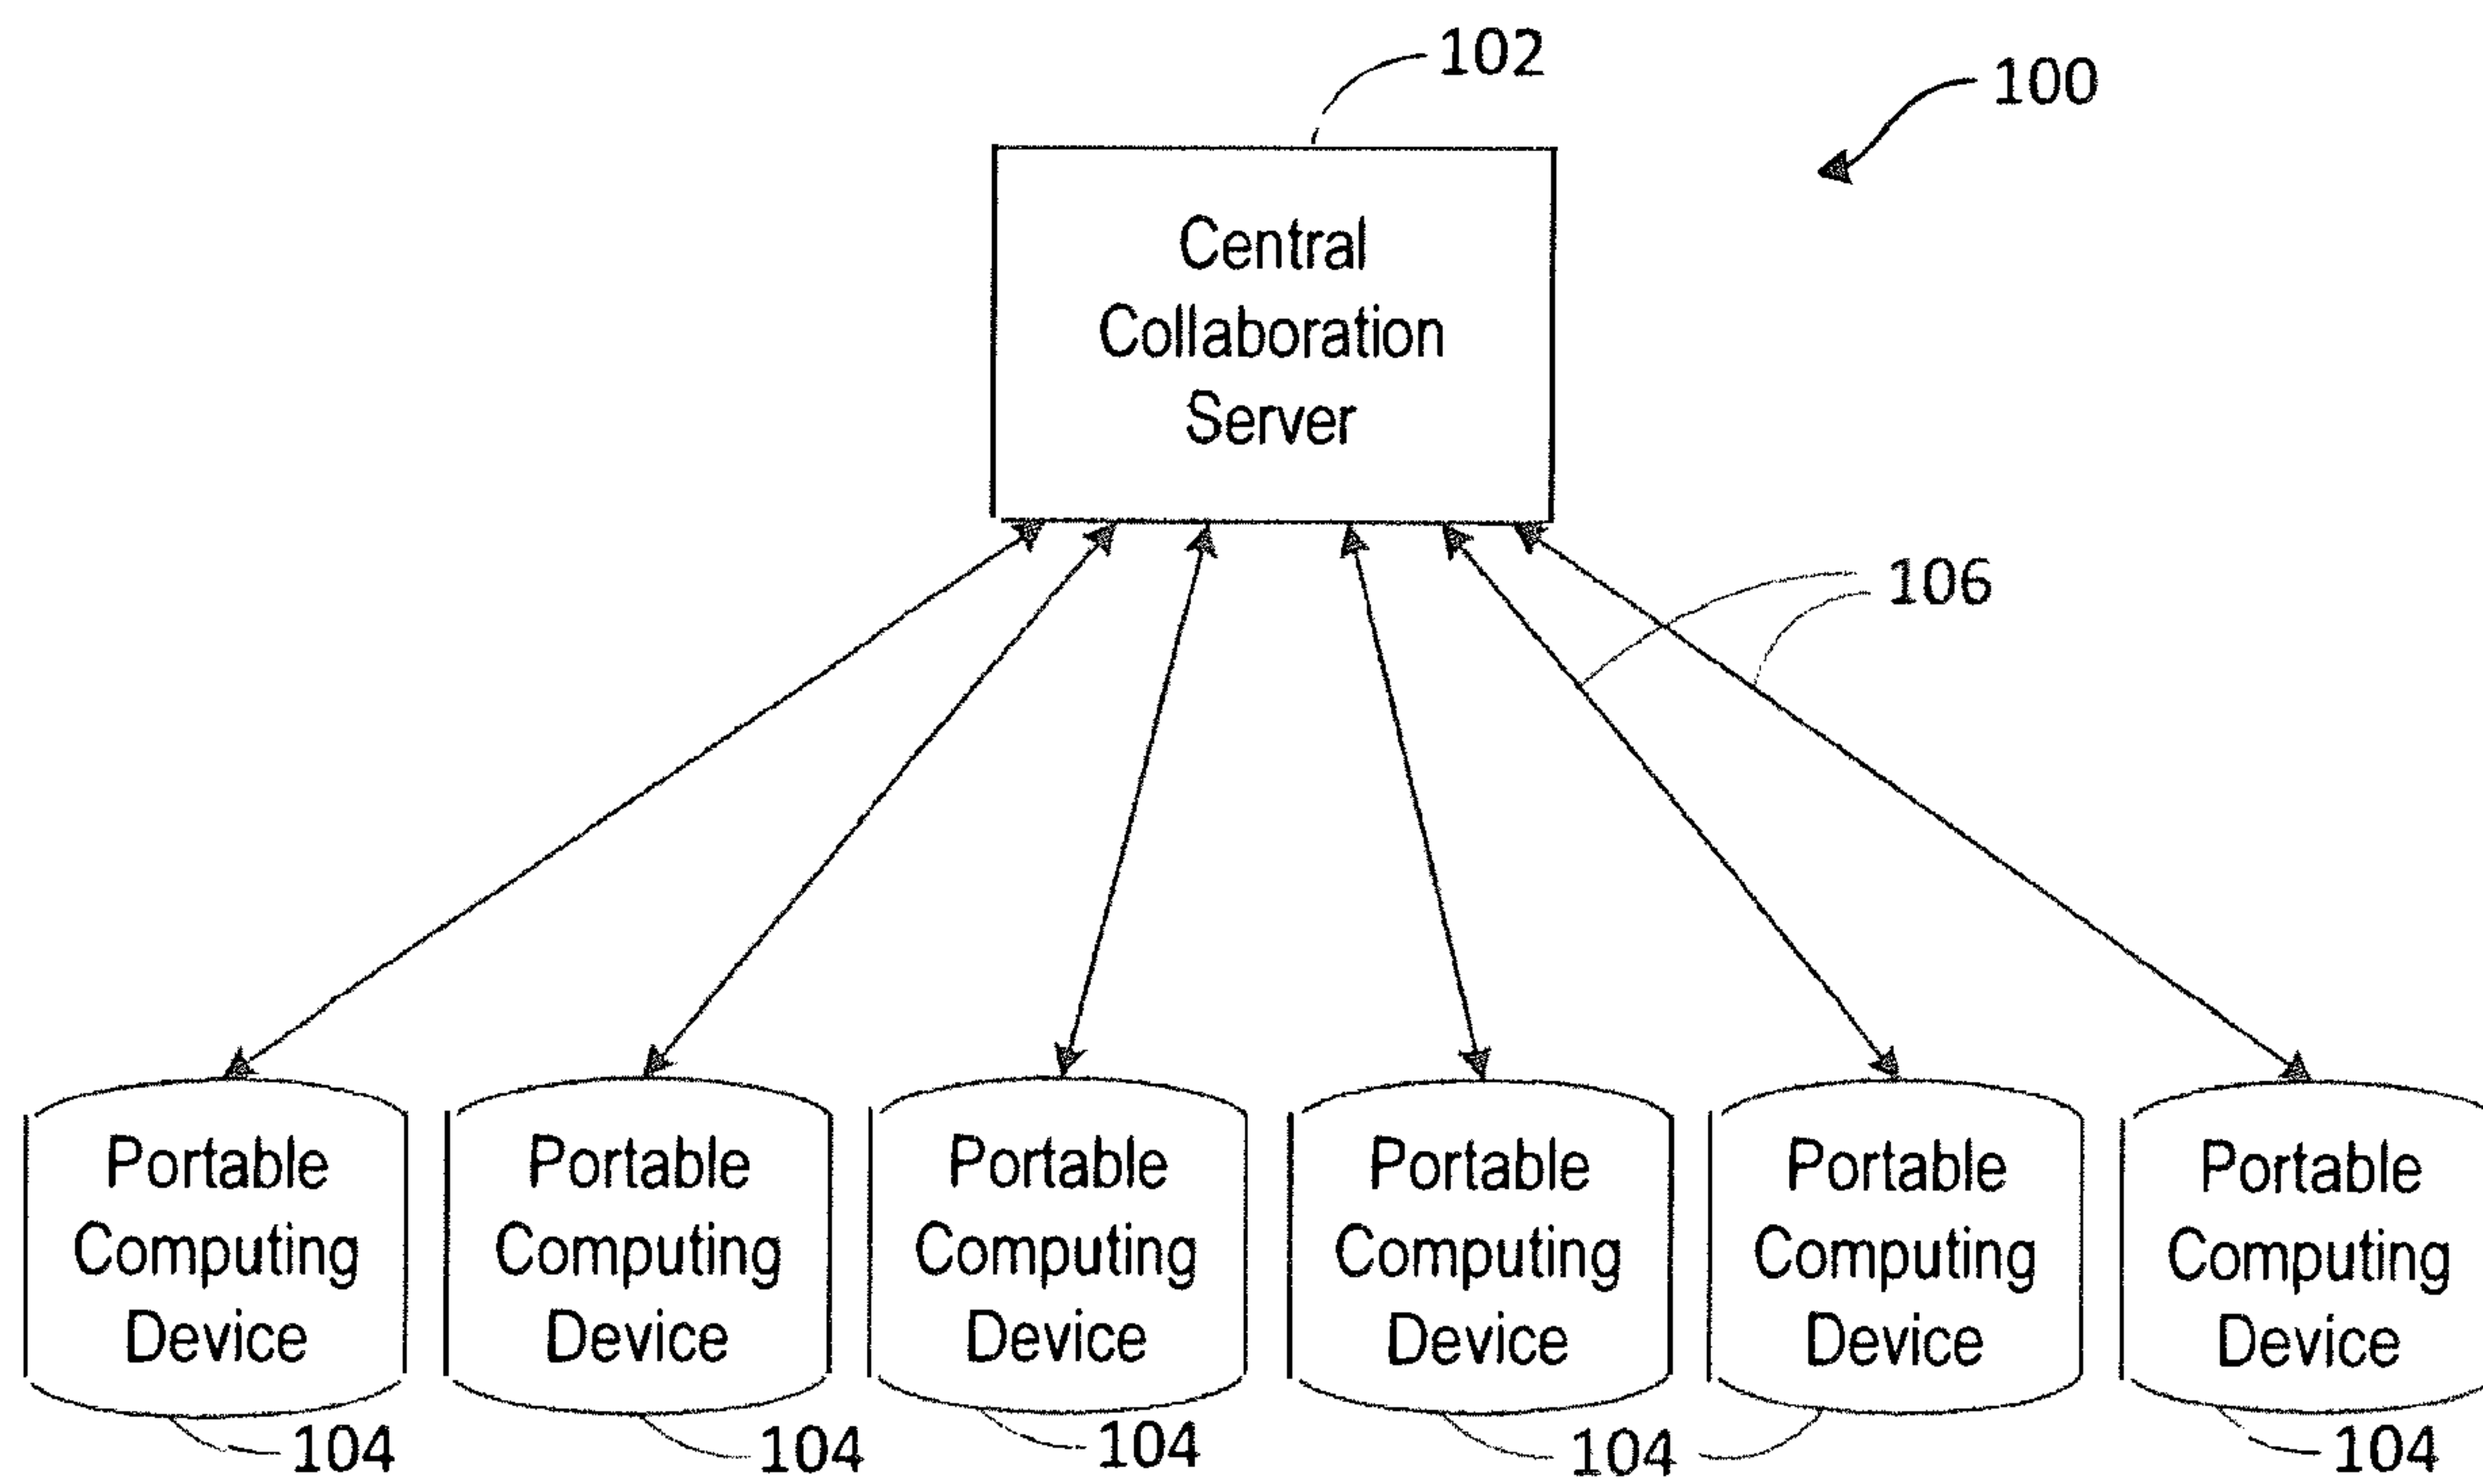 102
100
Central
Collaboration
Server
106
Portable
Computing
Device
Portable
Computing
Device
Portable
Computing
Device
Portable
Computing
Device
Portable
Computing
Device
Portable
Computing
Device
104
104
104
104
104